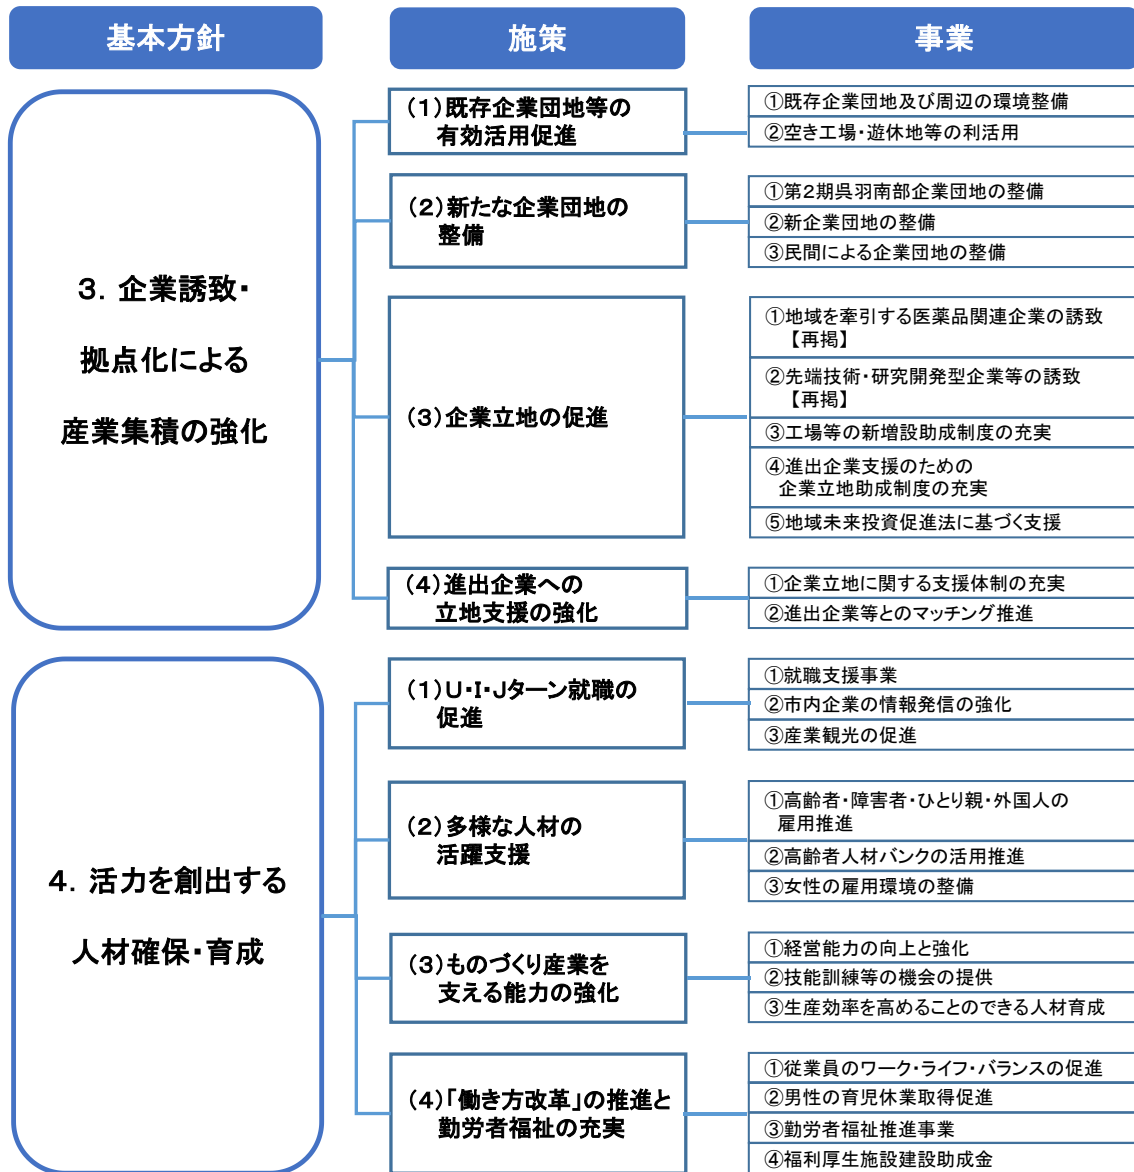 基本方針
施策
事業
3．企業誘致・
拠点化による
産業集積の強化
(1)既存企業団地等の
有効活用促進
①既存企業団地及び周辺の環境整備
②空き工場・遊休地等の利活用
(2)新たな企業団地の
整備
①第2期呉羽南部企業団地の整備
②新企業団地の整備
③民間による企業団地の整備
(3)企業立地の促進
①地域を牽引する医薬品関連企業の誘致
【再掲】
②先端技術・研究開発型企業等の誘致
【再掲】
③工場等の新増設助成制度の充実
④進出企業支援のための
企業立地助成制度の充実
⑤地域未来投資促進法に基づく支援
(4)進出企業への
立地支援の強化
①企業立地に関する支援体制の充実
②進出企業等とのマッチング推進
4．活力を創出する
人材確保・育成
(1)U・I・Jターン就職の
促進
①就職支援事業
②市内企業の情報発信の強化
③産業観光の促進
(2)多様な人材の
活躍支援
①高齢者・障害者・ひとり親・外国人の
雇用推進
②高齢者人材バンクの活用推進
③女性の雇用環境の整備
(3)ものづくり産業を
支える能力の強化
①経営能力の向上と強化
②技能訓練等の機会の提供
③生産効率を高めることのできる人材育成
(4)「働き方改革」の推進と
勤労者福祉の充実
①従業員のワーク・ライフ・バランスの促進
②男性の育児休業取得促進
③勤労者福祉推進事業
④福利厚生施設建設助成金